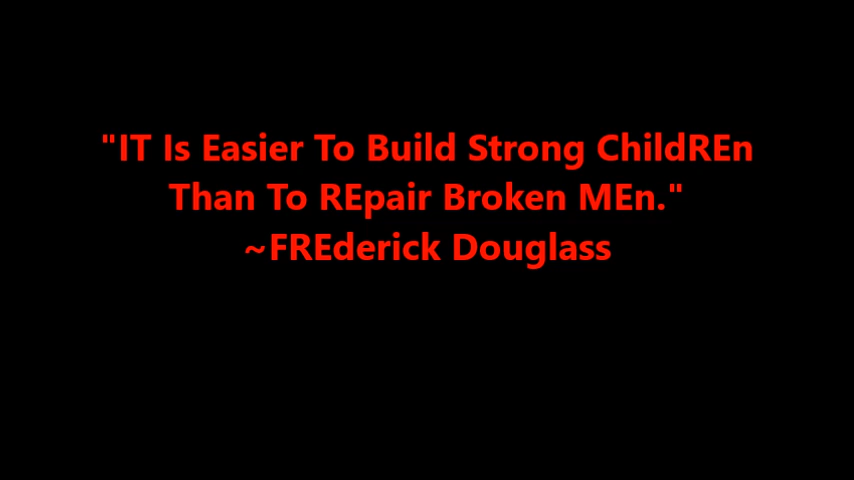 "IT Is Easier To Build Strong ChildREn
Than To REpair Broken MEn."
~FREderick Douglass